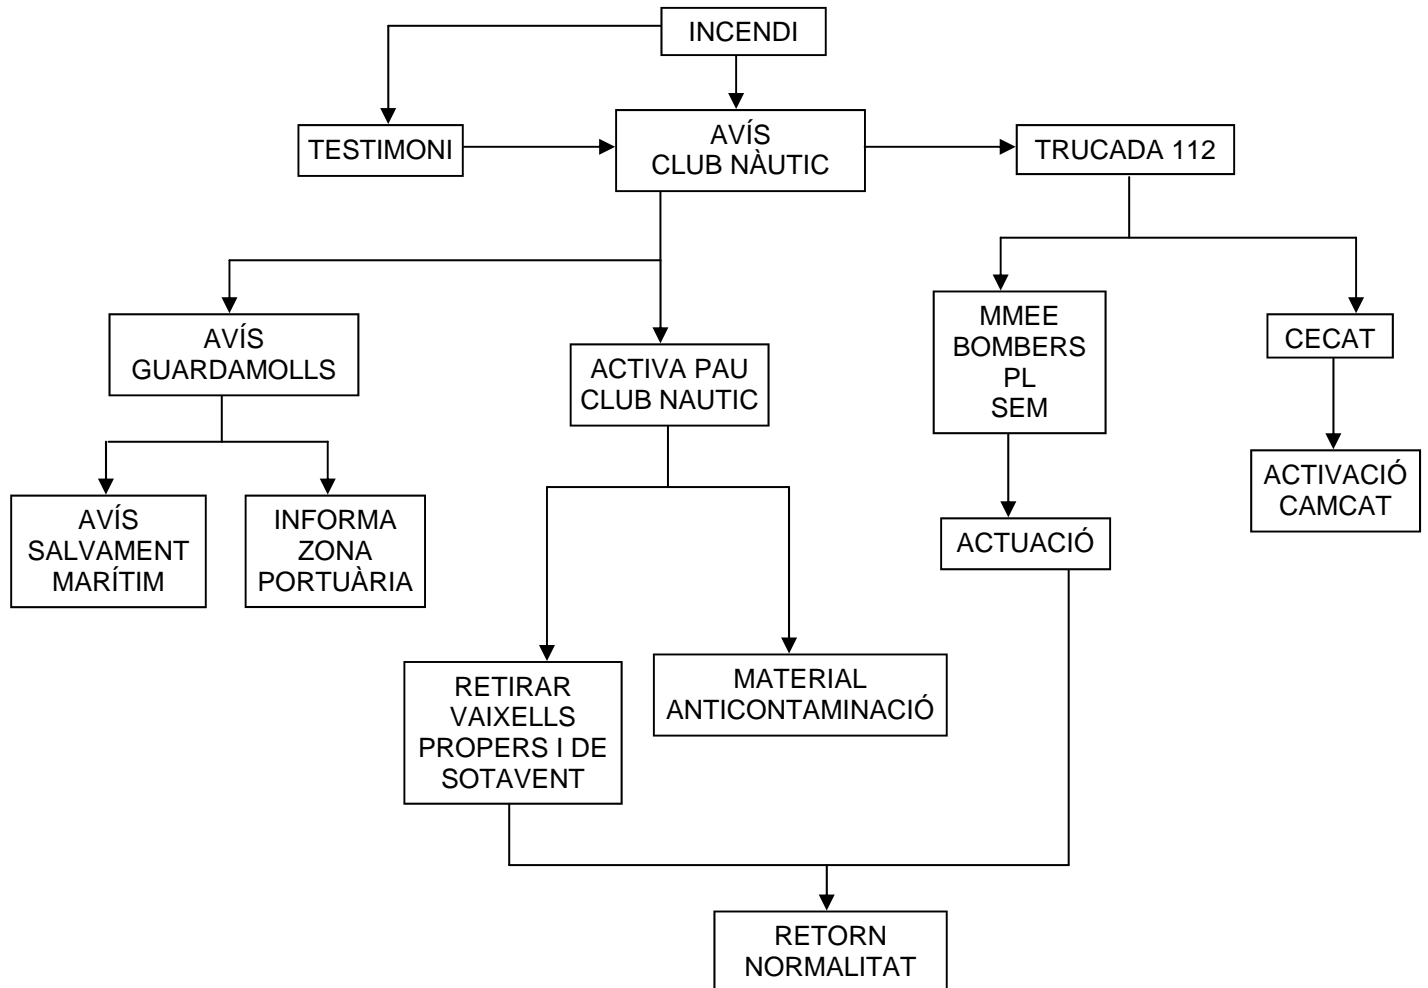 INCENDI
TESTIMONI
AVÍS
CLUB NÀUTIC
TRUCADA 112
AVÍS
GUARDAMOLLS
ACTIVA PAU
CLUB NAUTIC
MMEE
BOMBERS
PL
SEM
CECAT
AVÍS
SALVAMENT
MARÍTIM
INFORMA
ZONA
PORTUÀRIA
ACTUACIÓ
ACTIVACIÓ
CAMCAT
RETIRAR
VAIXELLS
PROPERS I DE
SOTAVENT
MATERIAL
ANTICONTAMINACIÓ
RETORN
NORMALITAT